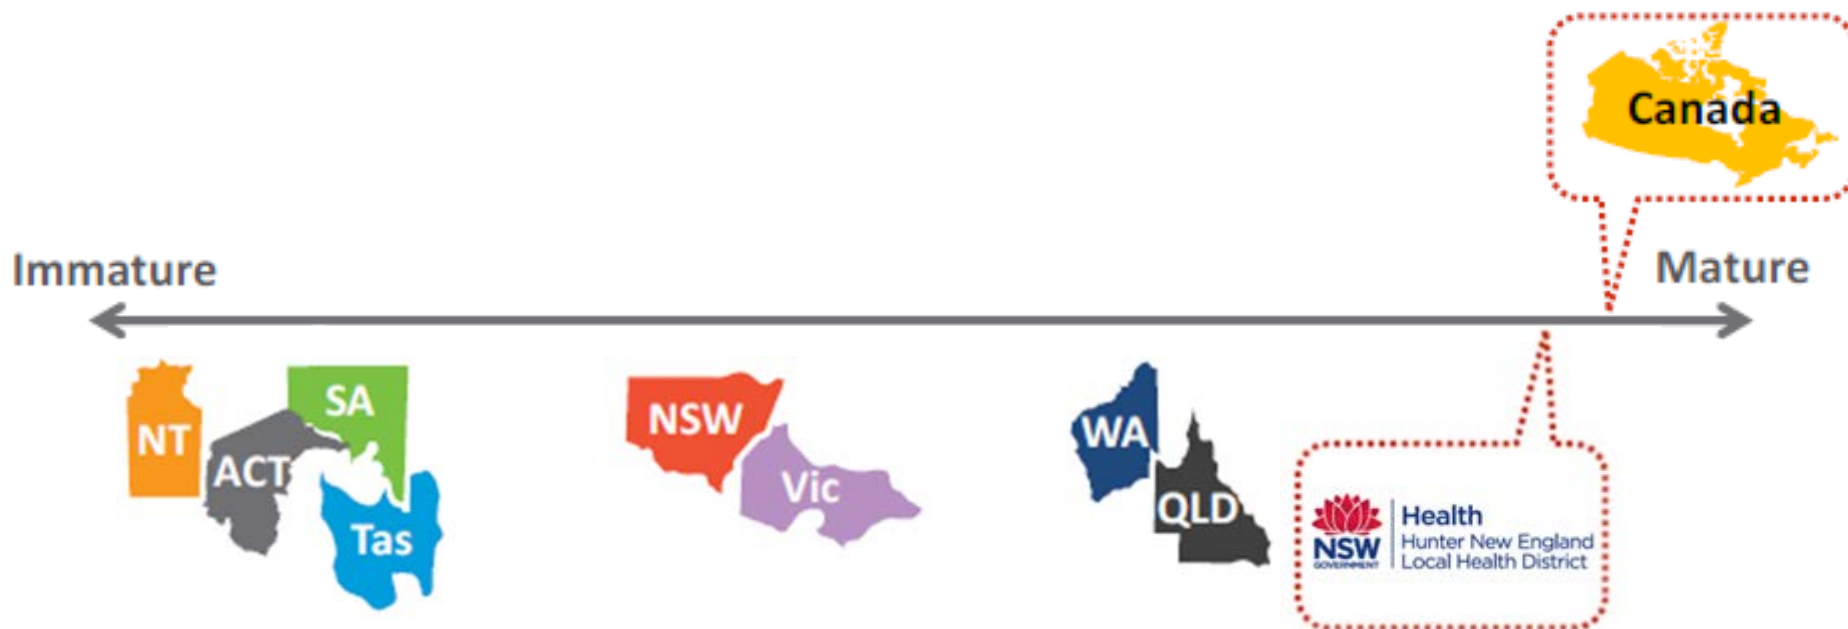 Canada
Immature
Mature
NT
ACT
SA
Tas
NSW
Vic
WA
QLD
NSW
GOVERNMENT
Health
Hunter New England
Local Health District